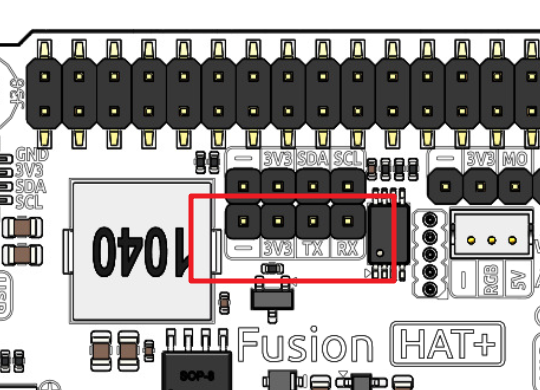 GND
3V3
SDA
SCL
− 3V3 SDA SCL
− 3V3 MO
1040
− 3V3 TX RX
− RGB 5V
Fusion HAT+
SOP-8